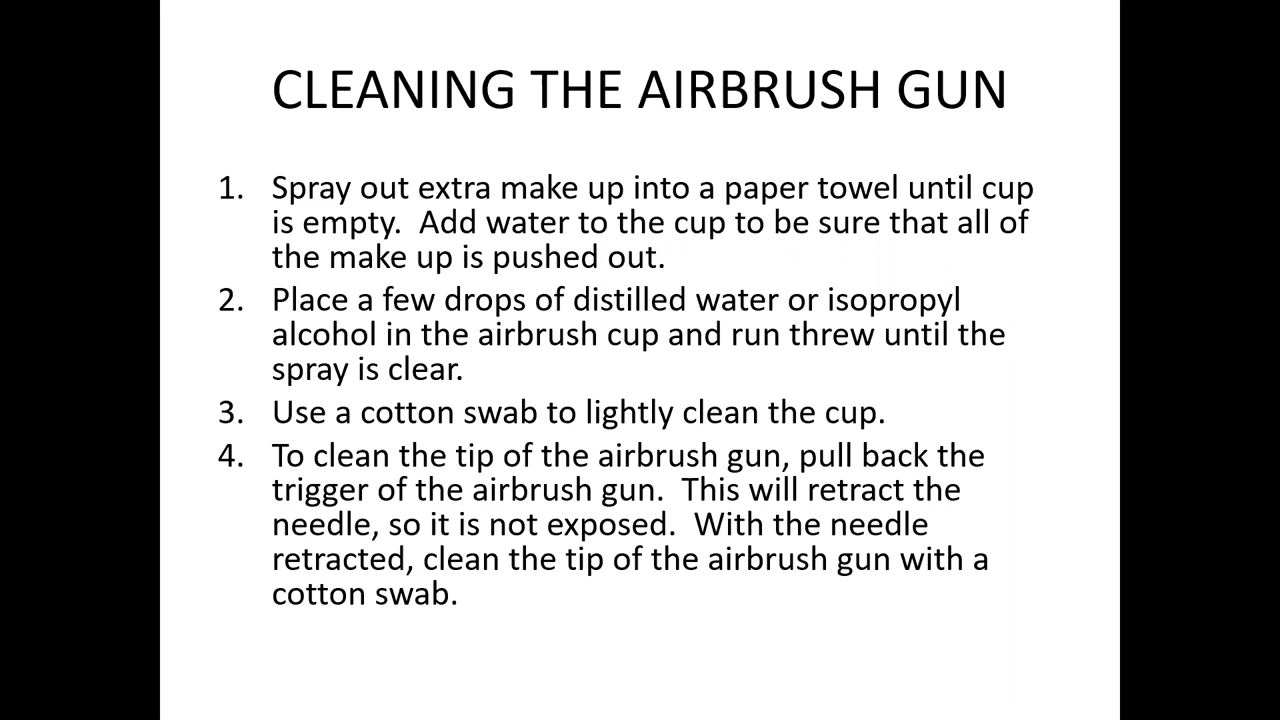 CLEANING THE AIRBRUSH GUN
1. Spray out extra make up into a paper towel until cup
is empty.  Add water to the cup to be sure that all of
the make up is pushed out.
2. Place a few drops of distilled water or isopropyl
alcohol in the airbrush cup and run threw until the
spray is clear.
3. Use a cotton swab to lightly clean the cup.
4. To clean the tip of the airbrush gun, pull back the
trigger of the airbrush gun.  This will retract the
needle, so it is not exposed.  With the needle
retracted, clean the tip of the airbrush gun with a
cotton swab.